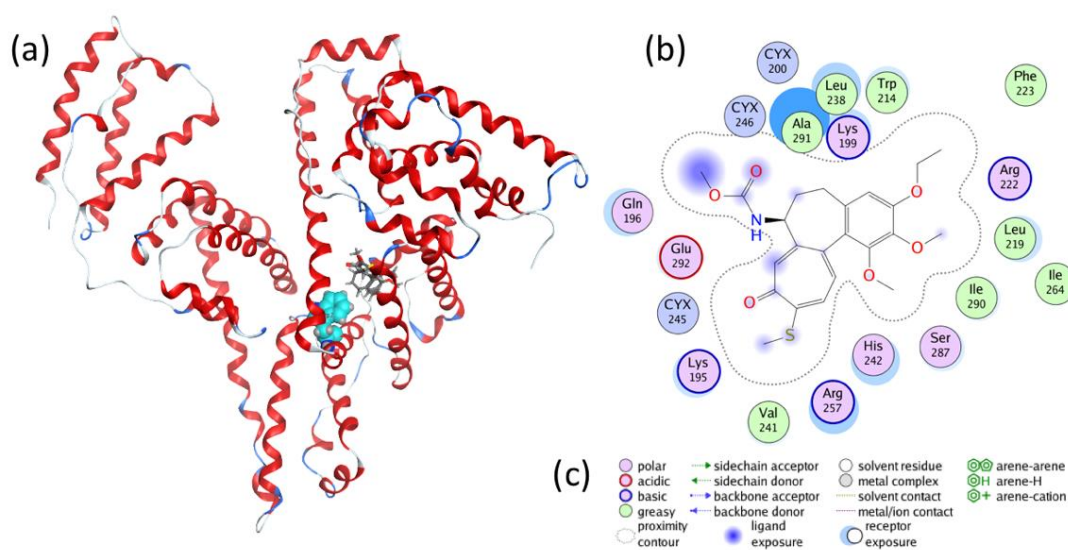 (a)
(b)
CYX
200
Leu
238
Trp
214
Phe
223
CYX
246
Ala
291
Lys
199
Arg
222
Gln
196
Glu
292
Leu
219
Ile
264
Ile
290
CYX
245
Ser
287
His
242
Lys
195
Arg
257
Val
241
O
O
N
H
O
S
O
O
O
(c)
polar
acidic
basic
greasy
proximity
contour
sidechain acceptor
sidechain donor
backbone acceptor
backbone donor
ligand
exposure
solvent residue
metal complex
solvent contact
metal/ion contact
receptor
exposure
arene-arene
H arene-H
+ arene-cation